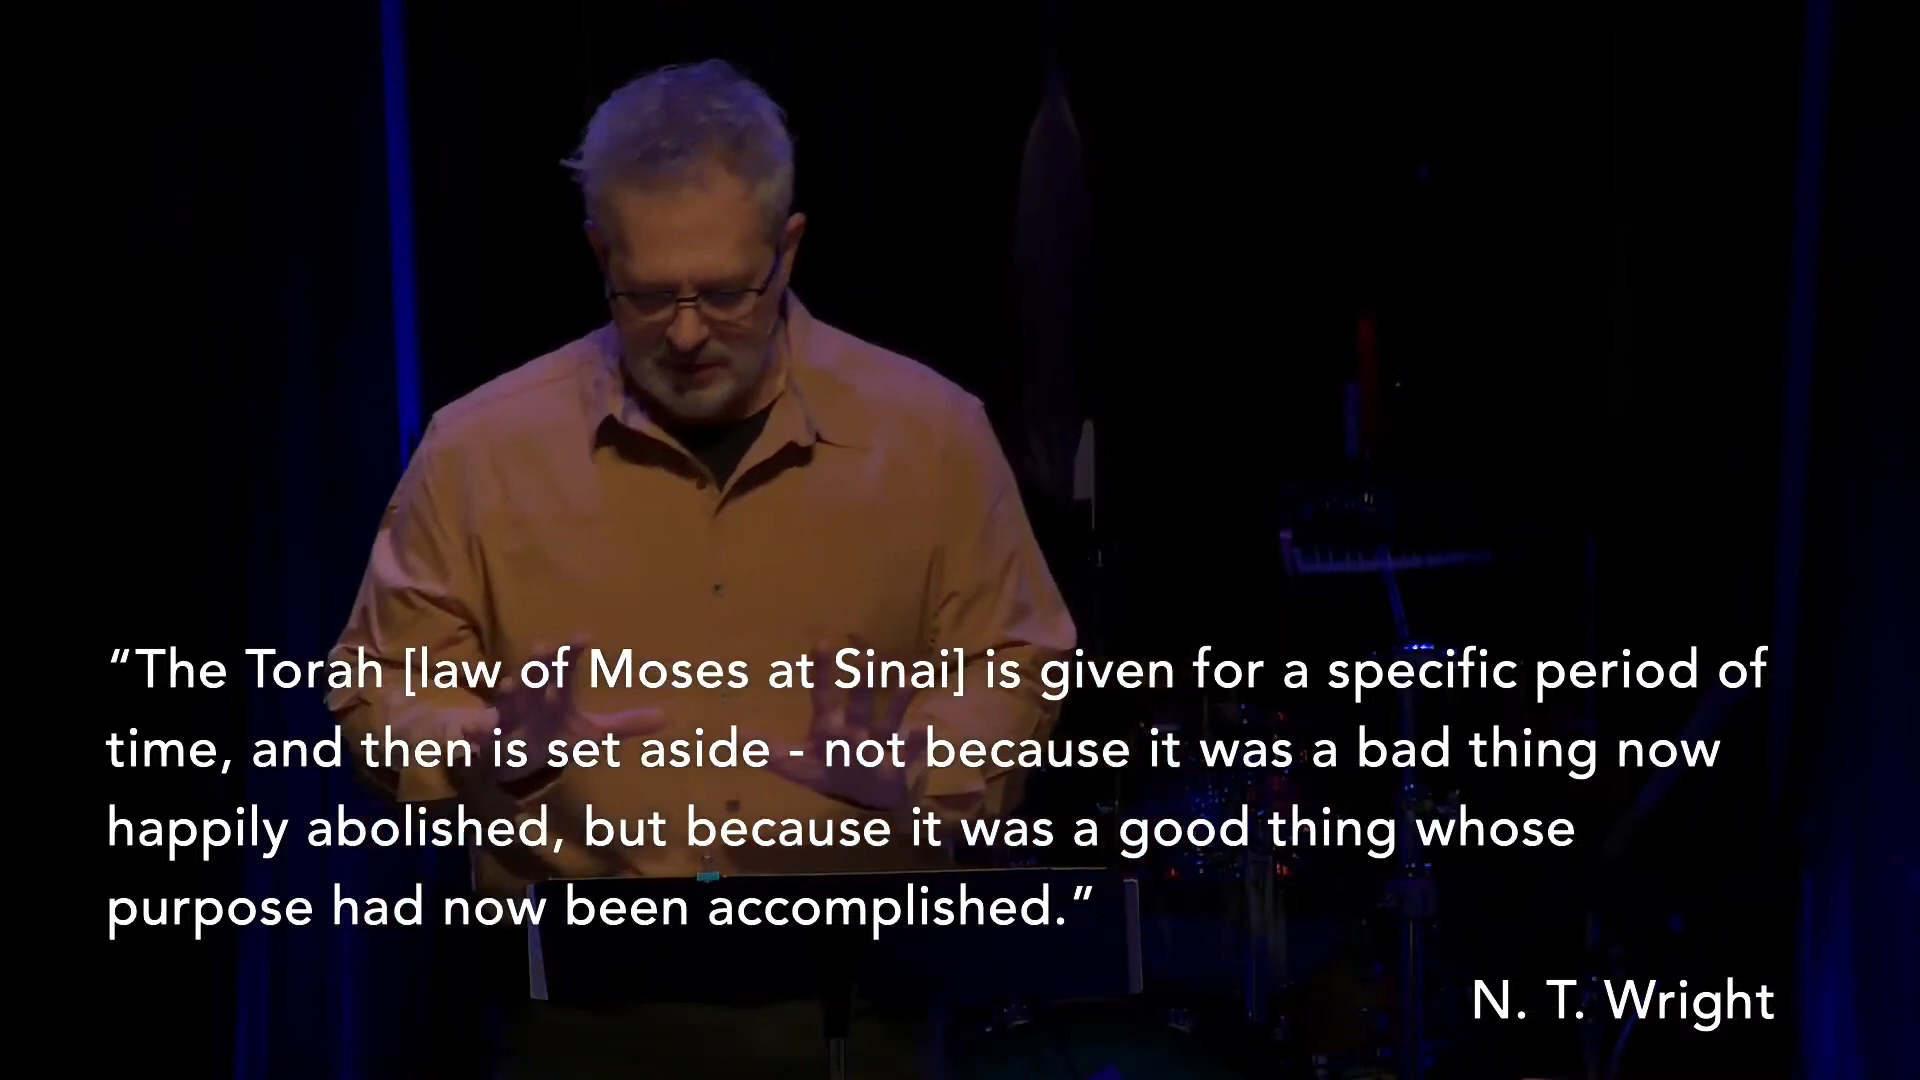 “The Torah [law of Moses at Sinai] is given for a specific period of
time, and then is set aside - not because it was a bad thing now
happily abolished, but because it was a good thing whose
purpose had now been accomplished.”
N. T. Wright